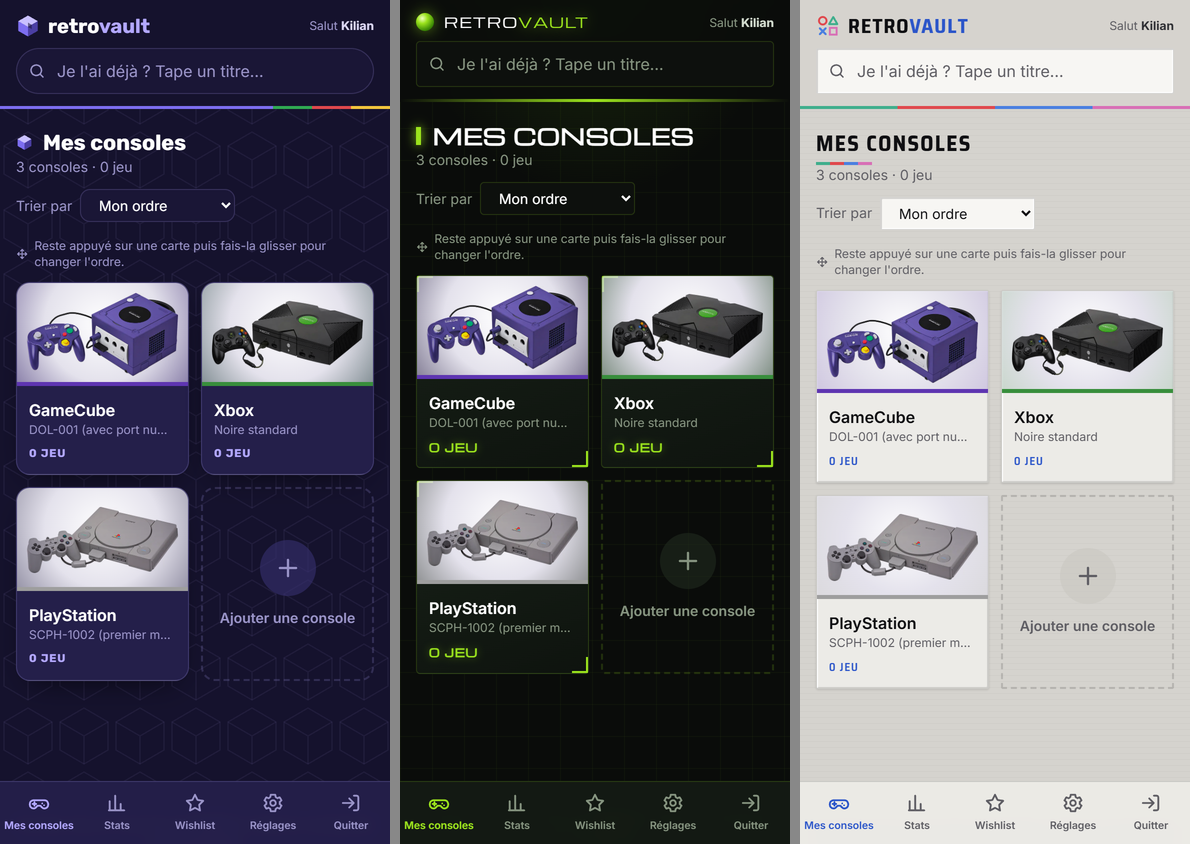 retrovault
Salut Kilian
Je l'ai déjà ? Tape un titre...
Mes consoles
3 consoles · 0 jeu
Trier par
Mon ordre
Reste appuyé sur une carte puis fais-la glisser pour
changer l'ordre.
GameCube
DOL-001 (avec port nu...
0 JEU
Xbox
Noire standard
0 JEU
PlayStation
SCPH-1002 (premier m...
0 JEU
Ajouter une console
Mes consoles
Stats
Wishlist
Réglages
Quitter
RETROVAULT
Salut Kilian
Je l'ai déjà ? Tape un titre...
MES CONSOLES
3 consoles · 0 jeu
Trier par
Mon ordre
Reste appuyé sur une carte puis fais-la glisser pour
changer l'ordre.
GameCube
DOL-001 (avec port nu...
0 JEU
Xbox
Noire standard
0 JEU
PlayStation
SCPH-1002 (premier m...
0 JEU
Ajouter une console
Mes consoles
Stats
Wishlist
Réglages
Quitter
RETROVAULT
Salut Kilian
Je l'ai déjà ? Tape un titre...
MES CONSOLES
3 consoles · 0 jeu
Trier par
Mon ordre
Reste appuyé sur une carte puis fais-la glisser pour
changer l'ordre.
GameCube
DOL-001 (avec port nu...
0 JEU
Xbox
Noire standard
0 JEU
PlayStation
SCPH-1002 (premier m...
0 JEU
Ajouter une console
Mes consoles
Stats
Wishlist
Réglages
Quitter